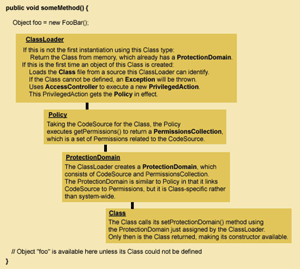 public void someMethod() {
Object foo = new FooBar();
ClassLoader
If this is not the first instantiation using this Class type:
Return the Class from memory, which already has a ProtectionDomain.
If this is the first time an object of this Class is created:
Loads the Class file from a source this ClassLoader can identify.
If the Class cannot be defined, an Exception will be thrown.
Uses AccessController to execute a new PrivilegedAction.
This PrivilegedAction gets the Policy in effect.
Policy
Taking the CodeSource for the Class, the Policy
executes getPermissions() to return a PermissionsCollection,
which is a set of Permissions related to the CodeSource.
ProtectionDomain
The ClassLoader creates a ProtectionDomain, which
consists of CodeSource and PermissionsCollection.
The ProtectionDomain is similar to Policy in that it links
CodeSource to Permissions, but it is Class-specific rather
than system-wide.
Class
The Class calls its setProtectionDomain() method using
the ProtectionDomain just assigned by the ClassLoader.
Only then is the Class returned, making its constructor available.
// Object "foo" is available here unless its Class could not be defined
}